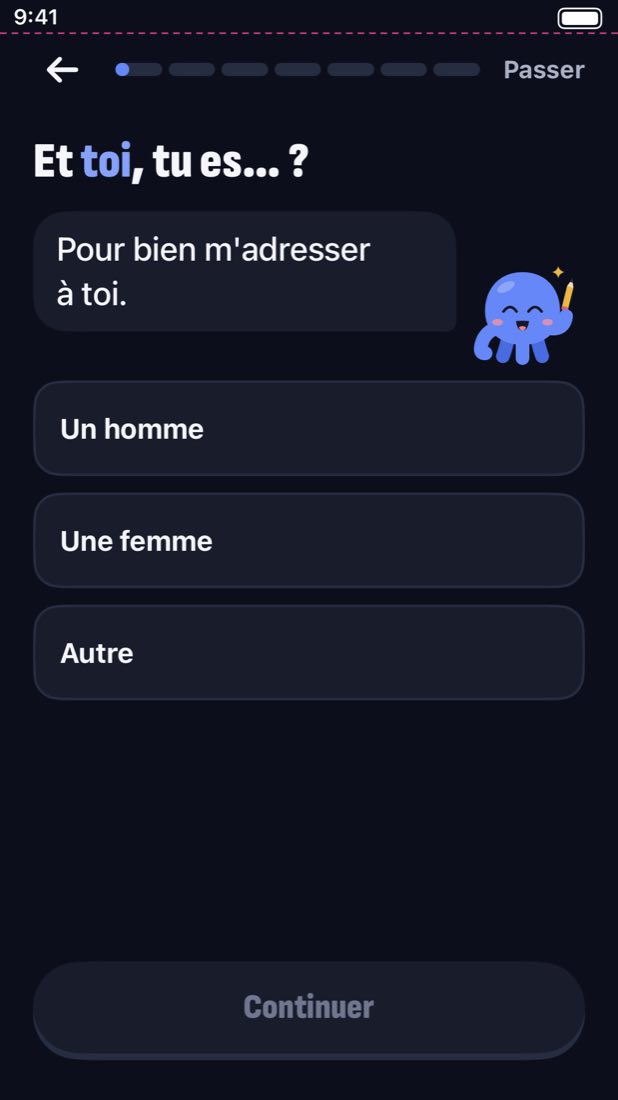 9:41
Passer
Et toi, tu es... ?
Pour bien m'adresser
à toi.
Un homme
Une femme
Autre
Continuer